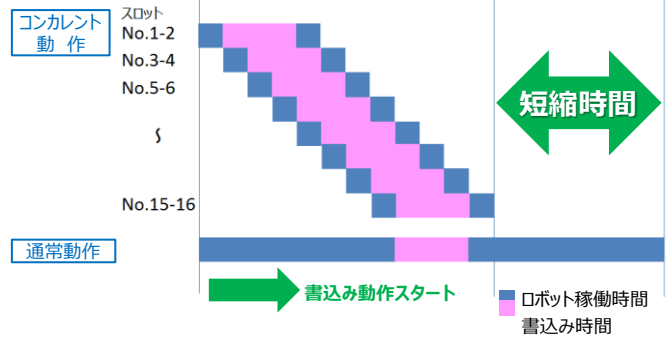 コンカレント
動 作
スロット
No.1-2
No.3-4
No.5-6
∫
No.15-16
短縮時間
通常動作
書込み動作スタート
ロボット稼働時間
書込み時間